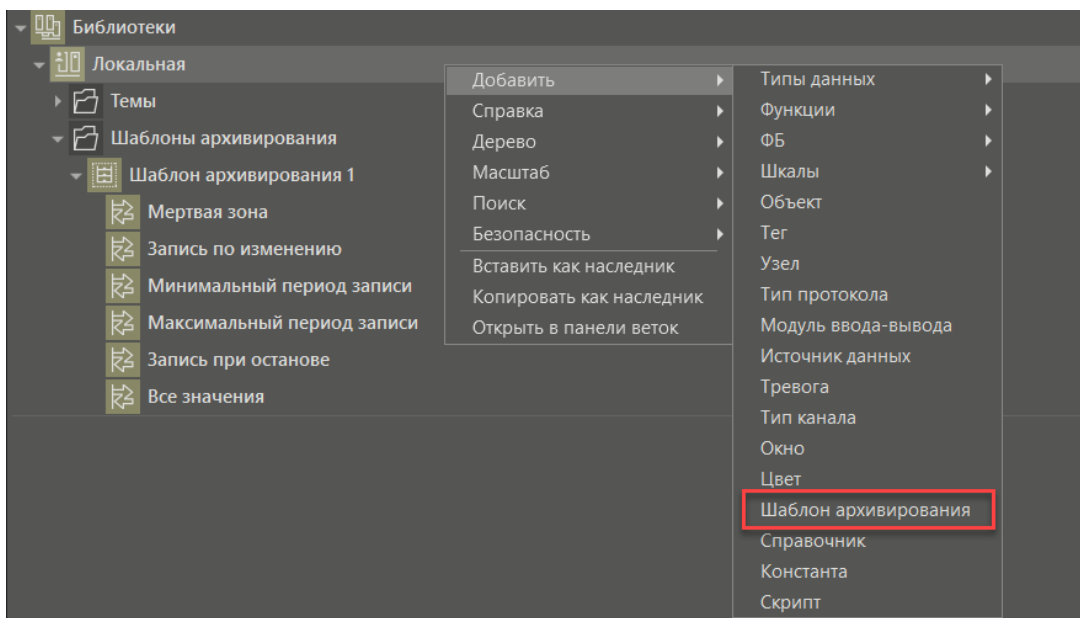 Библиотеки
Локальная
Темы
Шаблоны архивирования
Шаблон архивирования 1
Мертвая зона
Запись по изменению
Минимальный период записи
Максимальный период записи
Запись при останове
Все значения
Добавить
Справка
Дерево
Масштаб
Поиск
Безопасность
Вставить как наследник
Копировать как наследник
Открыть в панели веток
Типы данных
Функции
ФБ
Шкалы
Объект
Тег
Узел
Тип протокола
Модуль ввода-вывода
Источник данных
Тревога
Тип канала
Окно
Цвет
Шаблон архивирования
Справочник
Константа
Скрипт